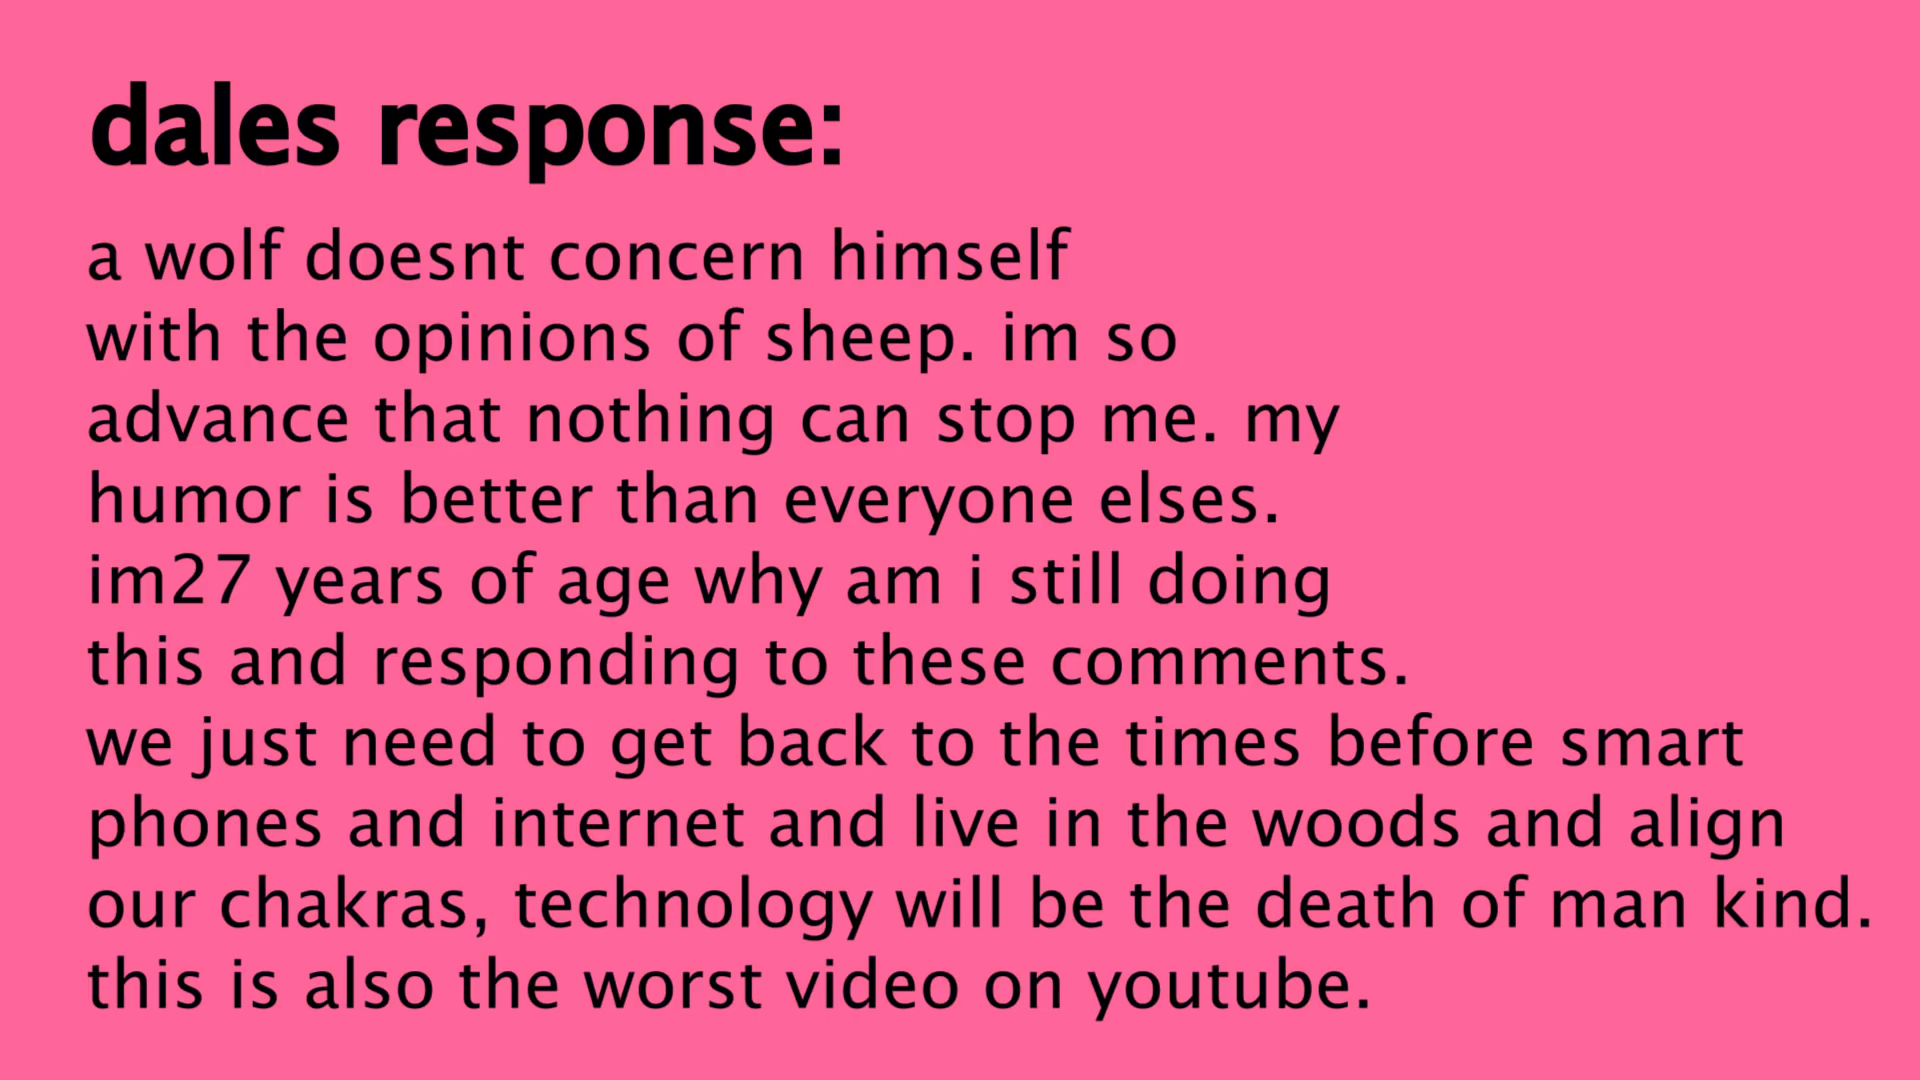 dales response:
a wolf doesnt concern himself
with the opinions of sheep. im so
advance that nothing can stop me. my
humor is better than everyone elses.
im27 years of age why am i still doing
this and responding to these comments.
we just need to get back to the times before smart
phones and internet and live in the woods and align
our chakras, technology will be the death of man kind.
this is also the worst video on youtube.